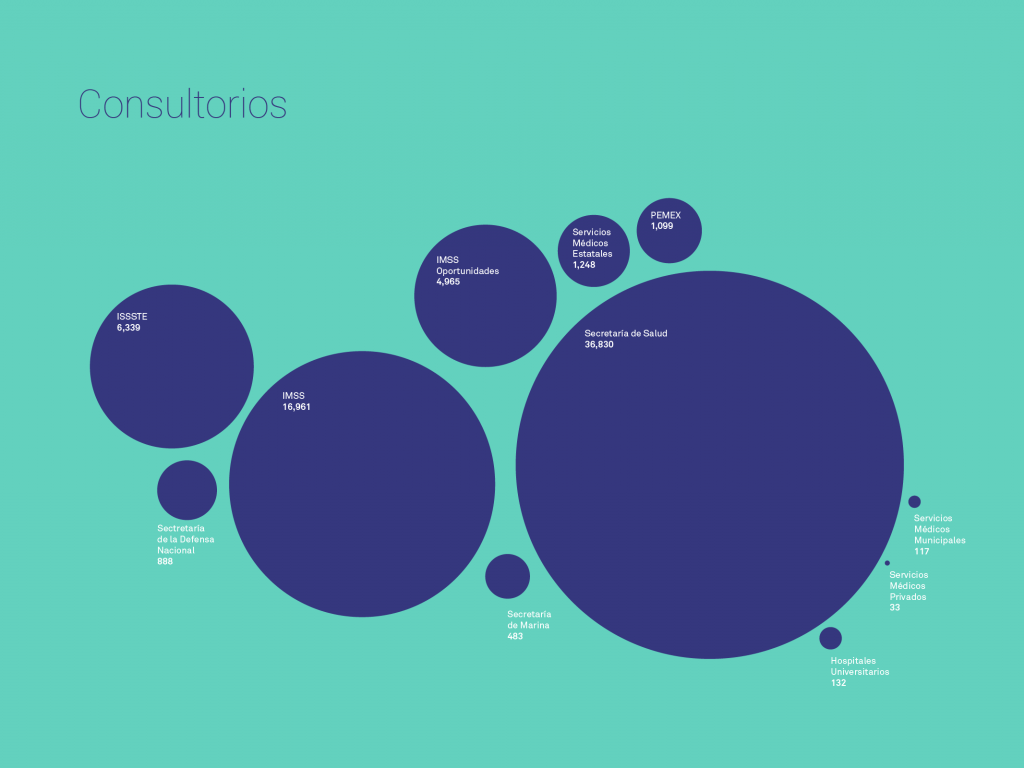 Consultorios
PEMEX
1,099
Servicios
Médicos
Estatales
1,248
IMSS
Oportunidades
4,965
ISSSTE
6,339
Secretaría de Salud
36,830
IMSS
16,961
Sectretaría
de la Defensa
Nacional
888
Servicios
Médicos
Municipales
117
Servicios
Médicos
Privados
33
Secretaría
de Marina
483
Hospitales
Universitarios
132